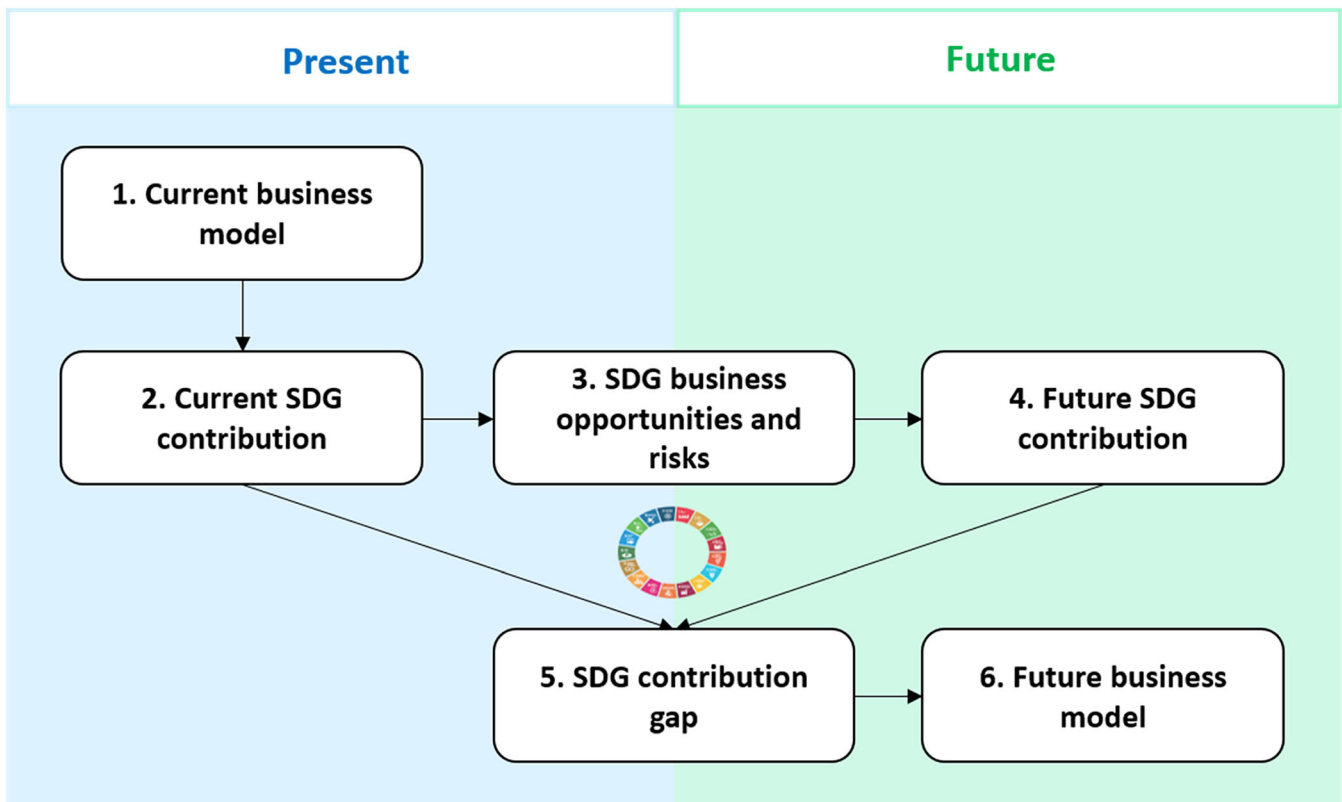 Present
Future
1. Current business
model
2. Current SDG
contribution
3. SDG business
opportunities and
risks
4. Future SDG
contribution
5. SDG contribution
gap
6. Future business
model